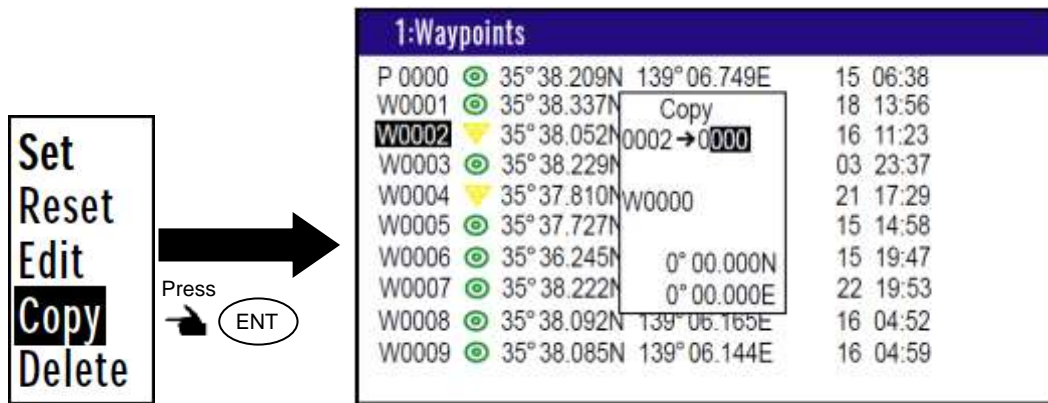 Set
Reset
Edit
Copy
Delete
Press
ENT
1:Waypoints
P 0000 35°38.209N 139°06.749E 15 06:38
W0001 35°38.337N 18 13:56
W0002 35°38.052N 16 11:23
W0003 35°38.229N 03 23:37
W0004 35°37.810N 21 17:29
W0005 35°37.727N 15 14:58
W0006 35°36.245N 15 19:47
W0007 35°38.222N 22 19:53
W0008 35°38.092N 139°06.165E 16 04:52
W0009 35°38.085N 139°06.144E 16 04:59
Copy
0002→0000
W0000
0°00.000N
0°00.000E